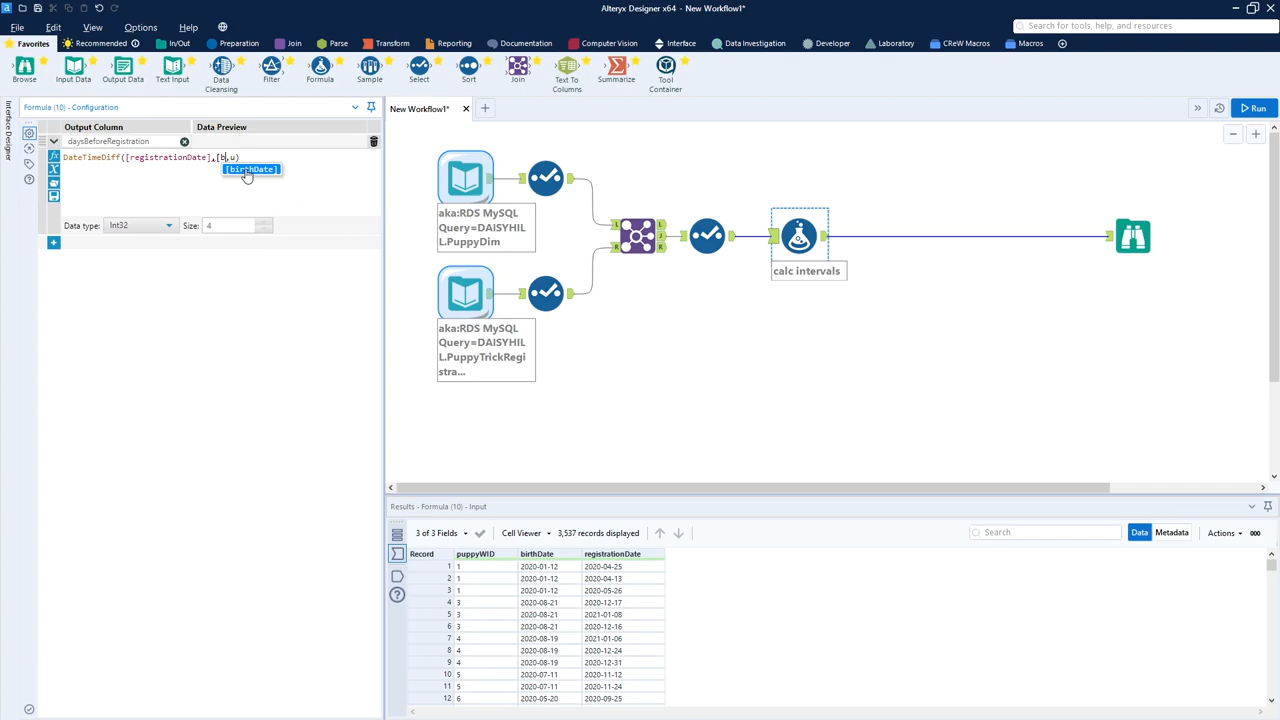 Alteryx Designer x64 - New Workflow1*
File Edit View Options Help
Search for tools, help, and resources
Favorites Recommended In/Out Preparation Join Parse Transform Reporting Documentation Computer Vision Interface Data Investigation Developer Laboratory CReW Macros Macros
Browse Input Data Output Data Text Input Data Cleansing Filter Formula Sample Select Sort Join Text To Columns Summarize Tool Container
Interface Designer
Formula (10) - Configuration
New Workflow1*
Run
Output Column Data Preview
daysBeforeRegistration
DateTimeDiff([registrationDate],[b,u)
[birthDate]
Data type: Int32 Size: 4
aka:RDS MySQL
Query=DAISYHIL
L.PuppyDim
calc intervals
aka:RDS MySQL
Query=DAISYHIL
L.PuppyTrickRegi
stra...
L
R
L
J
R
Results - Formula (10) - Input
3 of 3 Fields Cell Viewer 3,537 records displayed Search Data Metadata Actions 000
Record puppyWID birthDate registrationDate
1 1 2020-01-12 2020-04-25
2 1 2020-01-12 2020-04-13
3 1 2020-01-12 2020-05-26
4 3 2020-08-21 2020-12-17
5 3 2020-08-21 2021-01-08
6 3 2020-08-21 2020-12-16
7 4 2020-08-19 2021-01-06
8 4 2020-08-19 2020-12-24
9 4 2020-08-19 2020-12-31
10 5 2020-07-11 2020-11-12
11 5 2020-07-11 2020-11-24
12 6 2020-05-20 2020-09-25